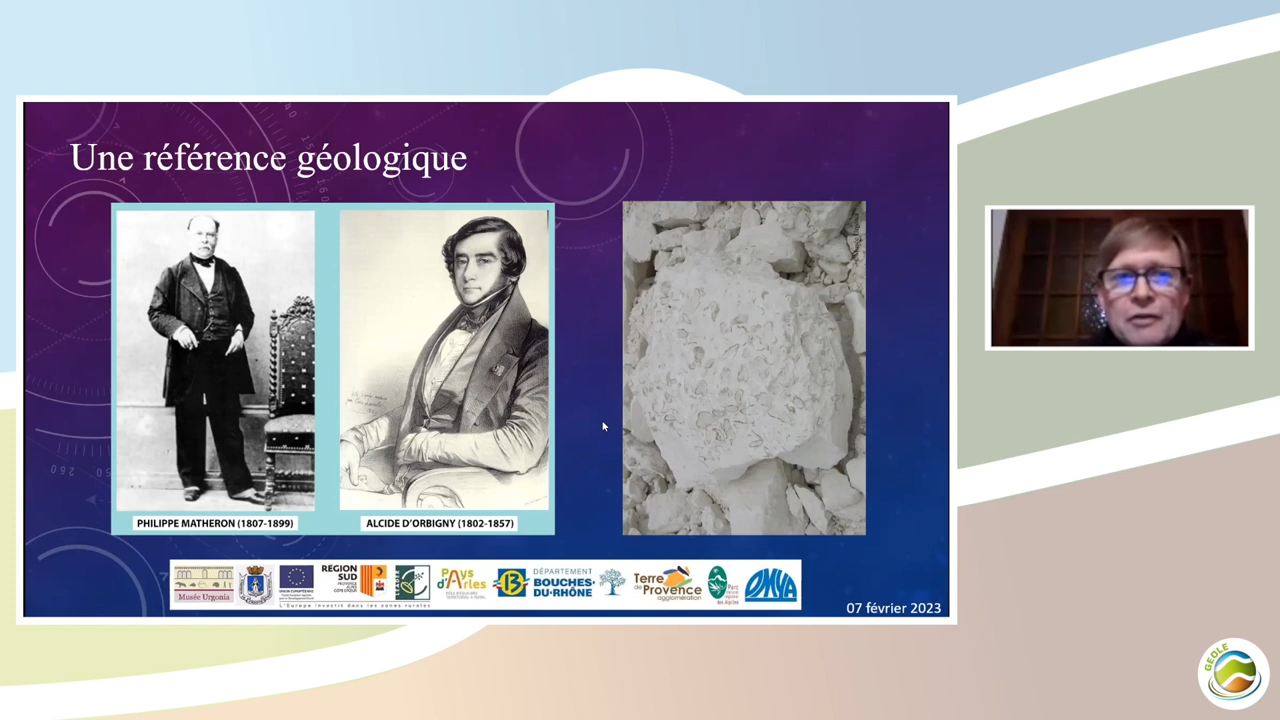 Une référence géologique
PHILIPPE MATHERON (1807-1899)
ALCIDE D'ORBIGNY (1802-1857)
Musée Urgonia
UNION EUROPÉENNE
RÉGION
SUD
PROVENCE
ALPES
CÔTE D'AZUR
L'Europe investit dans les zones rurales
Pays
d'Arles
13
DÉPARTEMENT
BOUCHES-
DU-RHÔNE
Terre
de Provence
agglomération
Parc
naturel
régional
des Alpilles
OMYA
07 février 2023
GEOLE